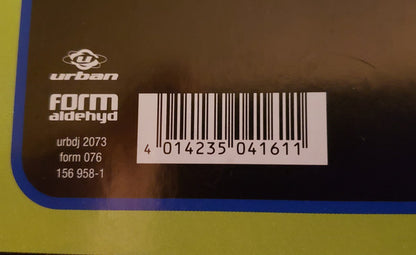 urban
FORM
aldehyd
urbdj 2073
form 076
156 958-1
4 014235 041611